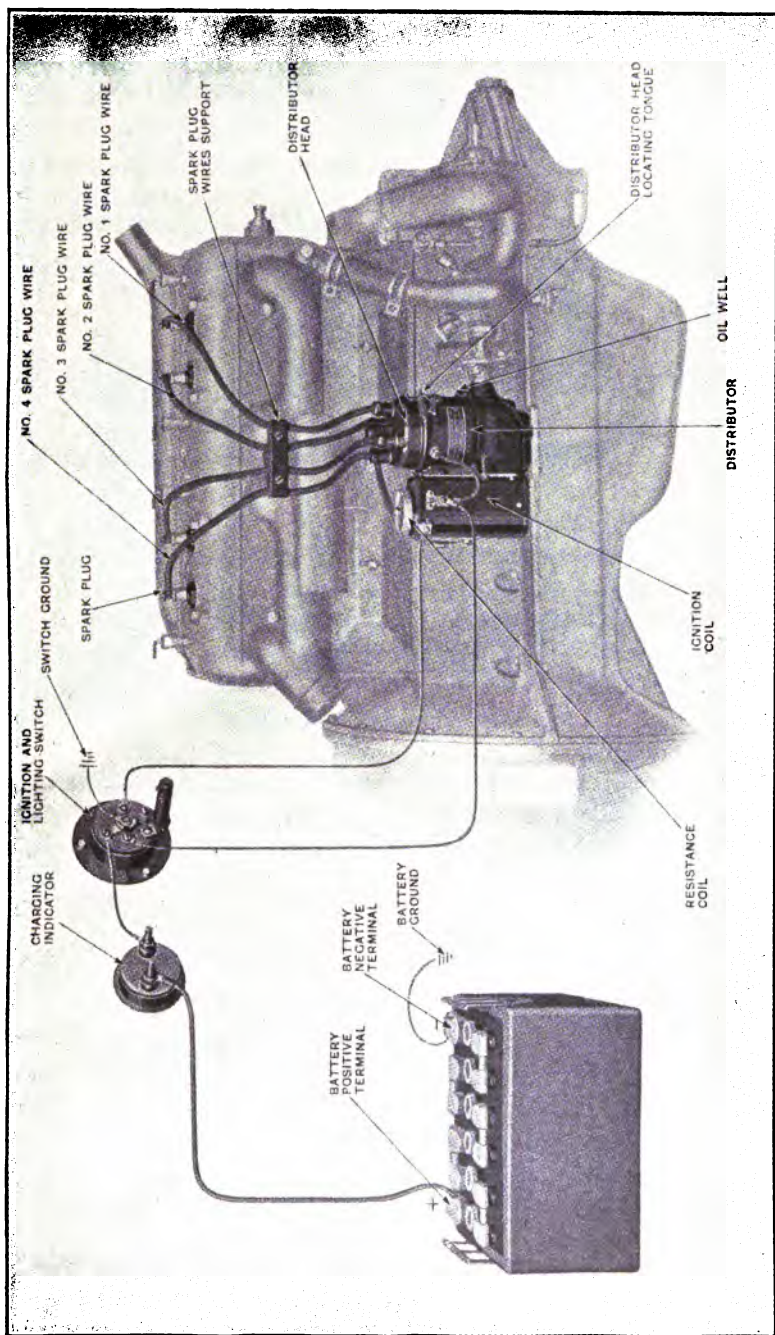 NO. 4 SPARK PLUG WIRE
NO. 3 SPARK PLUG WIRE
NO. 2 SPARK PLUG WIRE
NO. 1 SPARK PLUG WIRE
SPARK PLUG
WIRES SUPPORT
DISTRIBUTOR
HEAD
DISTRIBUTOR HEAD
LOCATING TONGUE
SPARK PLUG
SWITCH GROUND
IGNITION AND
LIGHTING SWITCH
CHARGING
INDICATOR
OIL WELL
DISTRIBUTOR
IGNITION
COIL
RESISTANCE
COIL
BATTERY
GROUND
BATTERY
NEGATIVE
TERMINAL
BATTERY
POSITIVE
TERMINAL
-
+